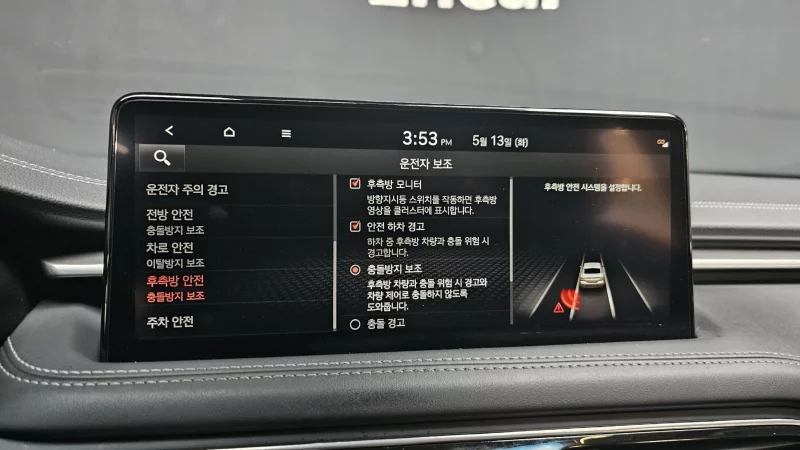 3:53 PM 5월 13일 (화)
운전자 보조
운전자 주의 경고
전방 안전
충돌방지 보조
차로 안전
이탈방지 보조
후측방 안전
충돌방지 보조
주차 안전
후측방 모니터
방향지시등 스위치를 작동하면 후측방
영상을 클러스터에 표시합니다.
안전 하차 경고
하차 중 후측방 차량과 충돌 위험 시
경고합니다.
충돌방지 보조
후측방 차량과 충돌 위험 시 경고와
차량 제어로 충돌하지 않도록
도와줍니다.
충돌 경고
후측방 안전 시스템을 설정합니다.